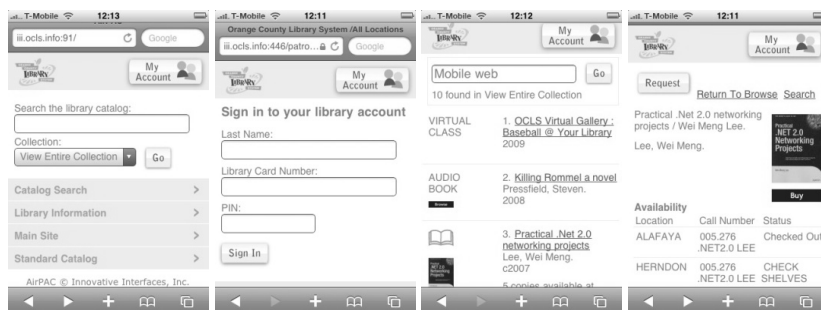 T-Mobile 12:13
iii.ocls.info:91/ Google
LIBRARY
My Account
Search the library catalog:
Collection:
View Entire Collection Go
Catalog Search >
Library Information >
Main Site >
Standard Catalog >
AirPAC © Innovative Interfaces, Inc.
T-Mobile 12:11
Orange County Library System /All Locations
iii.ocls.info:446/patro... Google
LIBRARY
My Account
Sign in to your library account
Last Name:
Library Card Number:
PIN:
Sign In
T-Mobile 12:12
LIBRARY
My Account
Mobile web Go
10 found in View Entire Collection
VIRTUAL CLASS
1. OCLS Virtual Gallery :
Baseball @ Your Library
2009
AUDIO BOOK
2. Killing Rommel a novel
Pressfield, Steven.
2008
3. Practical .Net 2.0
networking projects
Lee, Wei Meng.
c2007
5 copies available at
T-Mobile 12:11
LIBRARY
My Account
Request
Return To Browse Search
Practical .Net 2.0 networking
projects / Wei Meng Lee.
Lee, Wei Meng.
Practical
.NET 2.0
Networking
Projects
Buy
Availability
Location Call Number Status
ALAFAYA 005.276 Checked Out
.NET2.0 LEE
HERNDON 005.276 CHECK
.NET2.0 LEE SHELVES